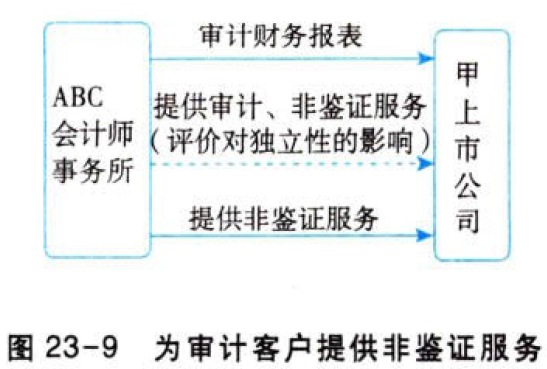 审计财务报表
ABC
会计师
事务所
提供审计、非鉴证服务
(评价对独立性的影响)
提供非鉴证服务
甲上市公司
图 23-9 为审计客户提供非鉴证服务